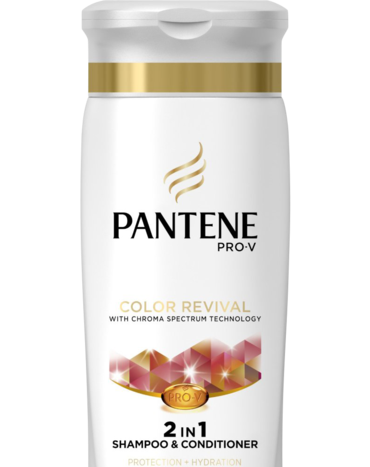 PANTENE
PRO-V
COLOR REVIVAL
WITH CHROMA SPECTRUM TECHNOLOGY
PRO-V
2 IN 1
SHAMPOO & CONDITIONER
PROTECTION • HYDRATION